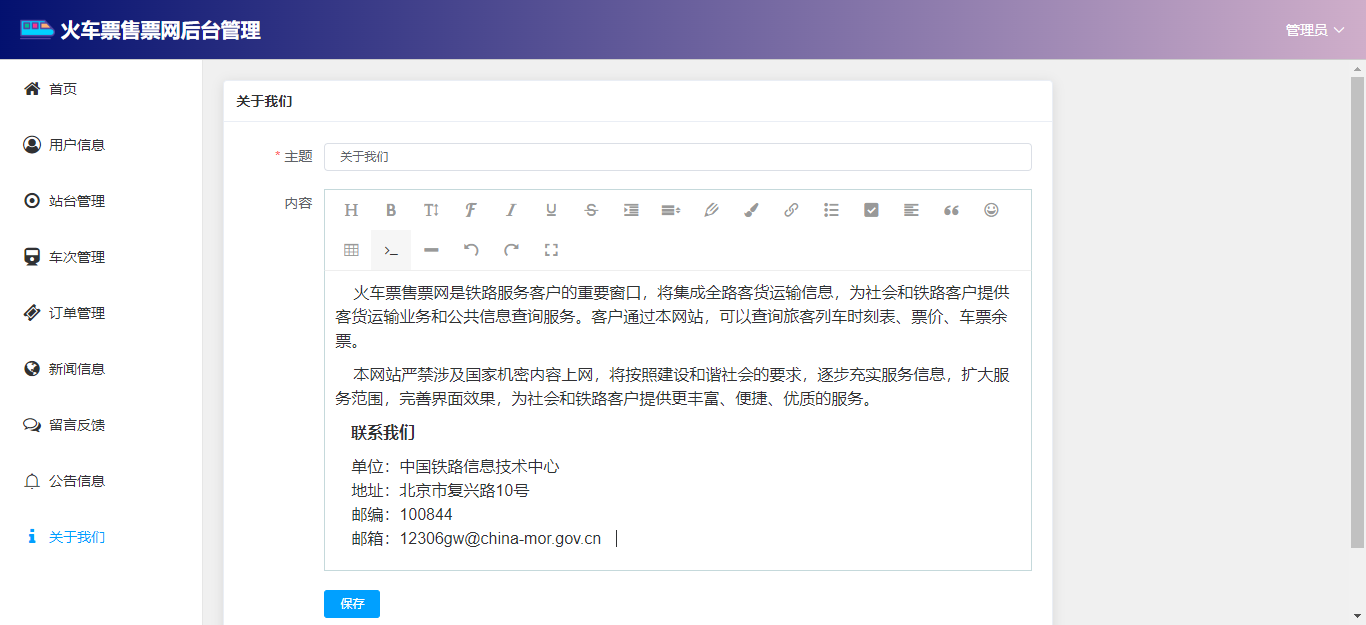 火车票售票网后台管理
管理员
首页
用户信息
站台管理
车次管理
订单管理
新闻信息
留言反馈
公告信息
关于我们
关于我们
* 主题
关于我们
内容
火车票售票网是铁路服务客户的重要窗口，将集成全路客货运输信息，为社会和铁路客户提供
客货运输业务和公共信息查询服务。客户通过本网站，可以查询旅客列车时刻表、票价、车票余
票。
本网站严禁涉及国家机密内容上网，将按照建设和谐社会的要求，逐步充实服务信息，扩大服
务范围，完善界面效果，为社会和铁路客户提供更丰富、便捷、优质的服务。
联系我们
单位：中国铁路信息技术中心
地址：北京市复兴路10号
邮编：100844
邮箱：12306gw@china-mor.gov.cn
保存